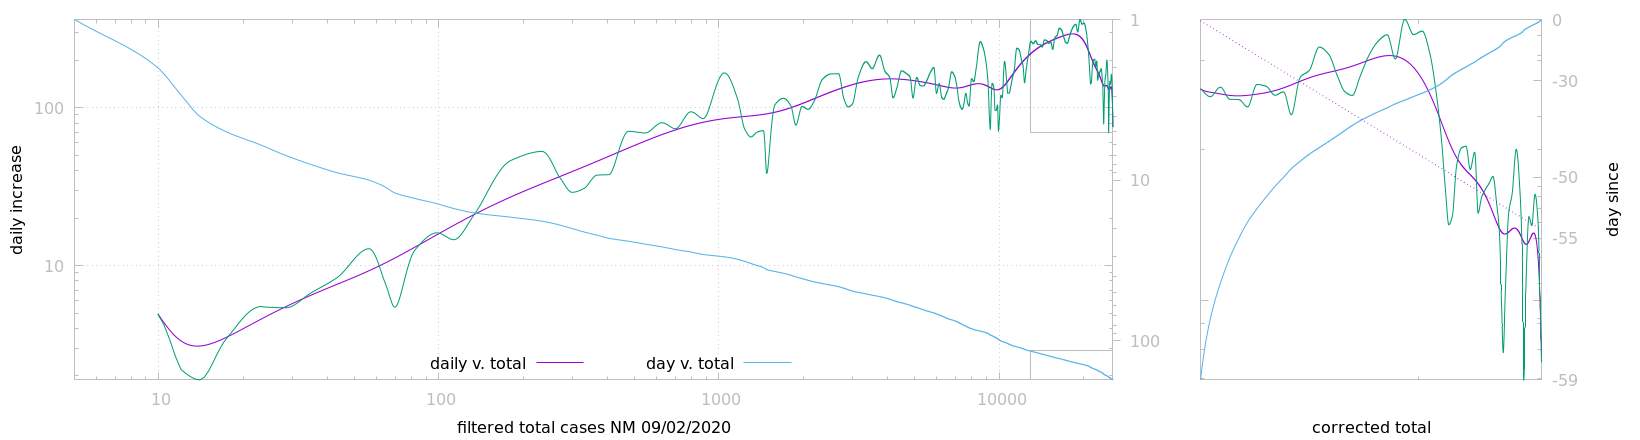 daily increase
100
10
daily v. total
day v. total
10
100
1000
10000
filtered total cases NM 09/02/2020
1
10
100
0
-30
-50
-55
-59
day since
corrected total